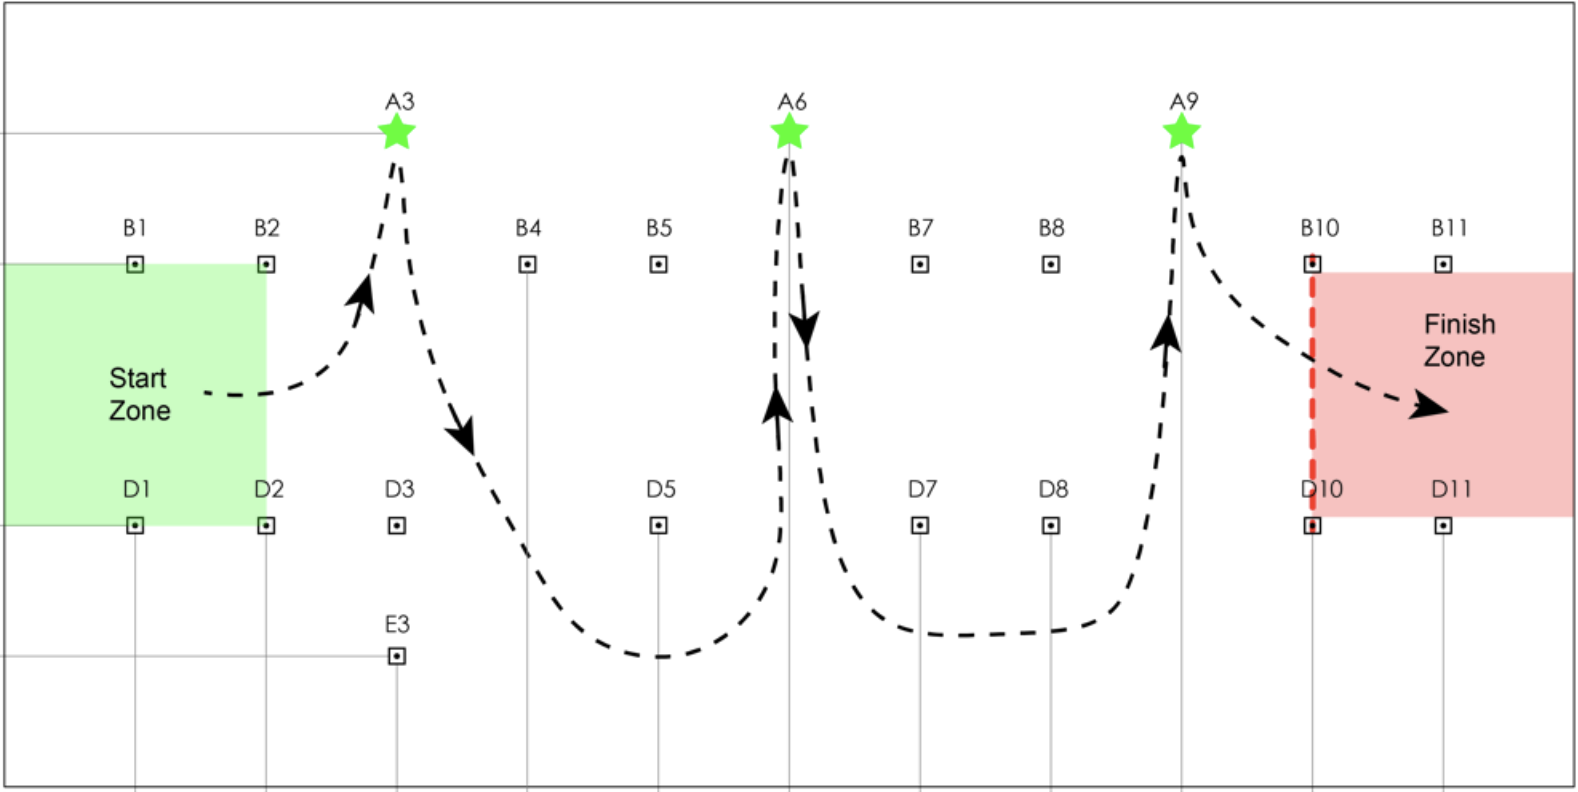 A3 A6 A9
B1 B2 B4 B5 B7 B8 B10 B11
Finish
Zone
Start
Zone
D1 D2 D3 D5 D7 D8 D10 D11
E3